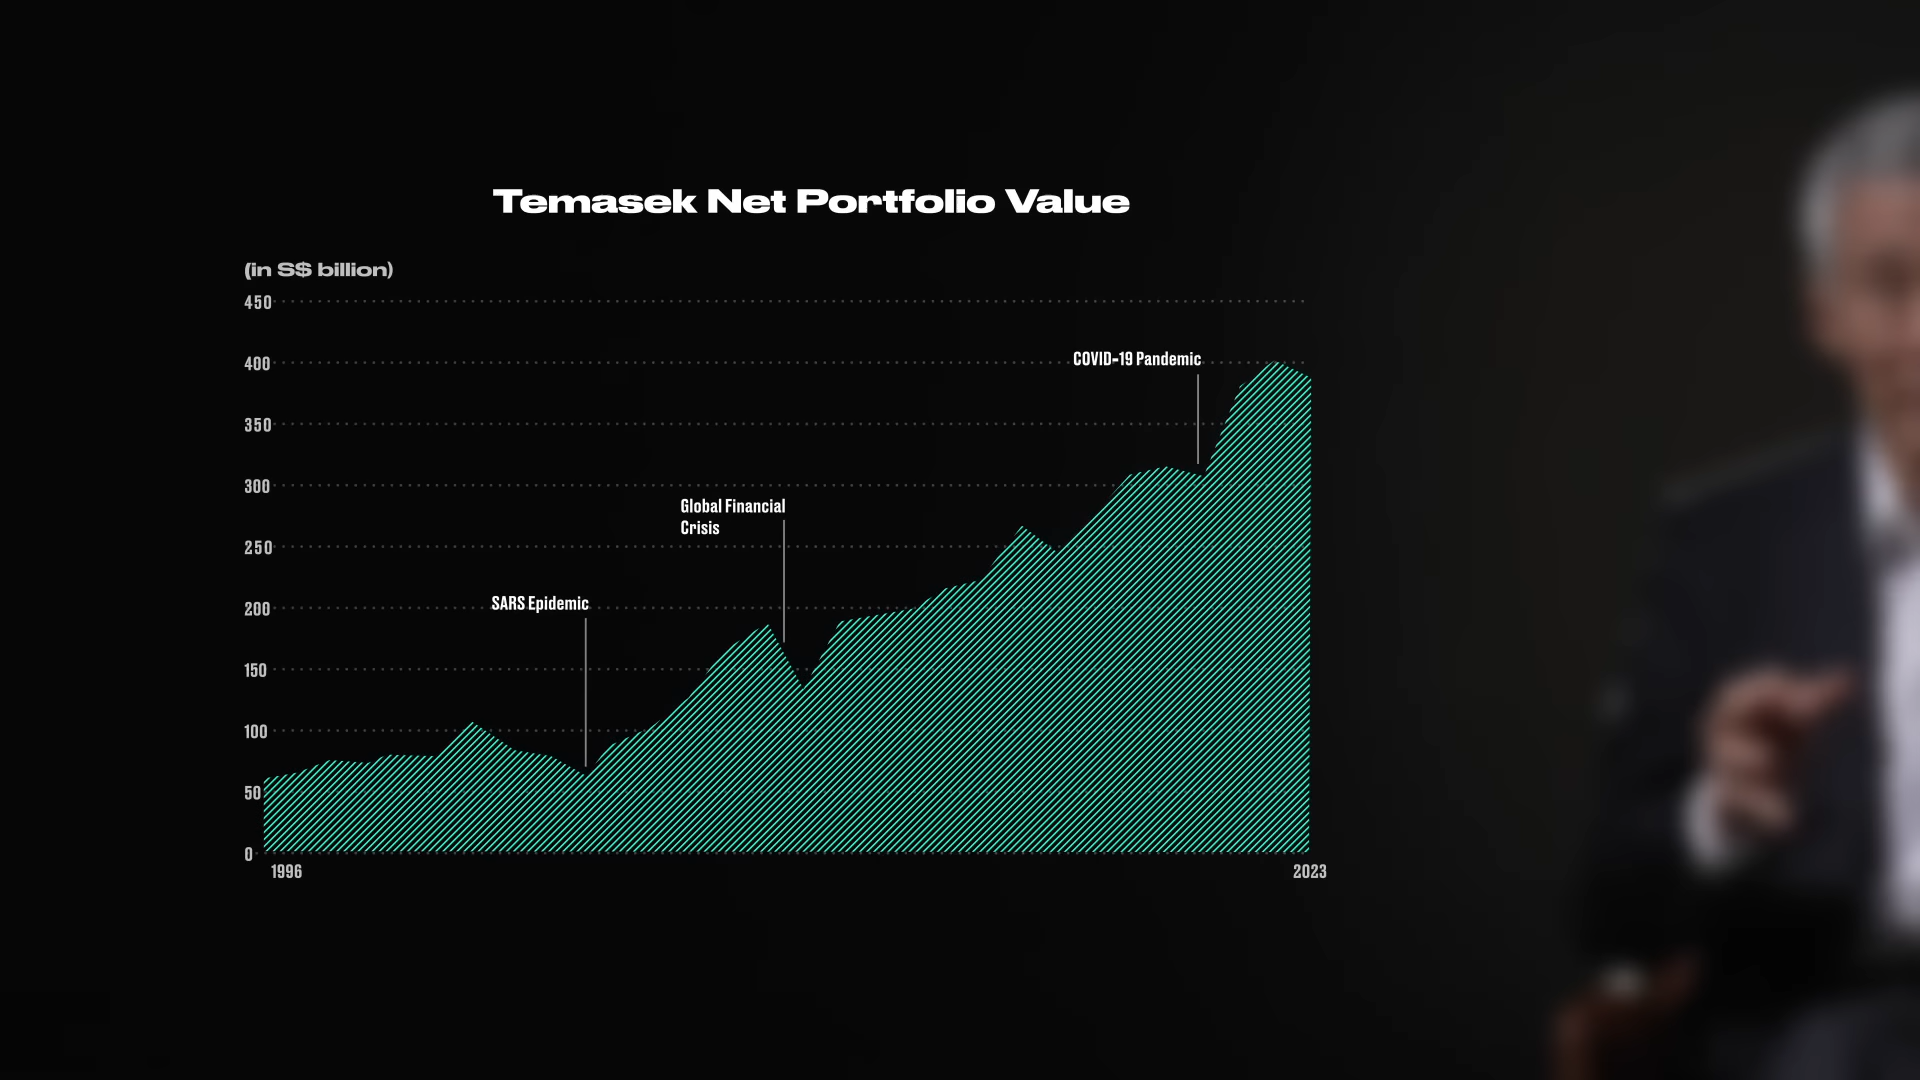 Temasek Net Portfolio Value
(in S$ billion)
450
400
COVID-19 Pandemic
350
300
Global Financial
Crisis
250
200
SARS Epidemic
150
100
50
0
1996
2023